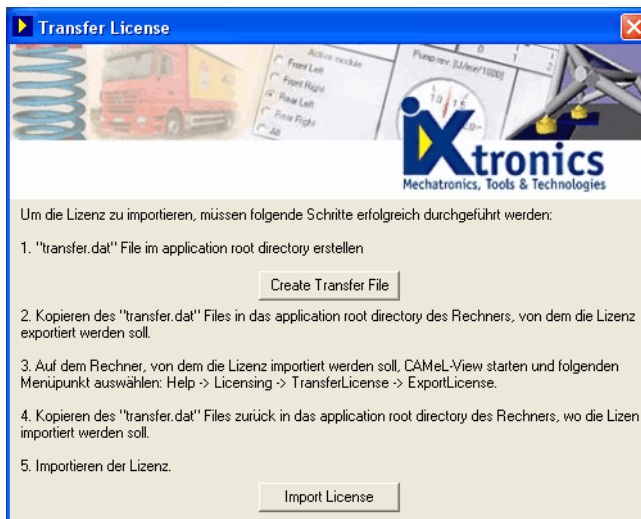 Transfer License
Active module
Front Left
Front Right
Rear Left
Rear Right
All
Pump rev. [U/min*1000]
iXtronics
Mechatronics, Tools & Technologies
Um die Lizenz zu importieren, müssen folgende Schritte erfolgreich durchgeführt werden:
1. "transfer.dat" File im application root directory erstellen
Create Transfer File
2. Kopieren des "transfer.dat" Files in das application root directory des Rechners, von dem die Lizenz
exportiert werden soll.
3. Auf dem Rechner, von dem die Lizenz importiert werden soll, CAMeL-View starten und folgenden
Menüpunkt auswählen: Help -> Licensing -> TransferLicense -> ExportLicense.
4. Kopieren des "transfer.dat" Files zurück in das application root directory des Rechners, wo die Lizen
importiert werden soll.
5. Importieren der Lizenz.
Import License